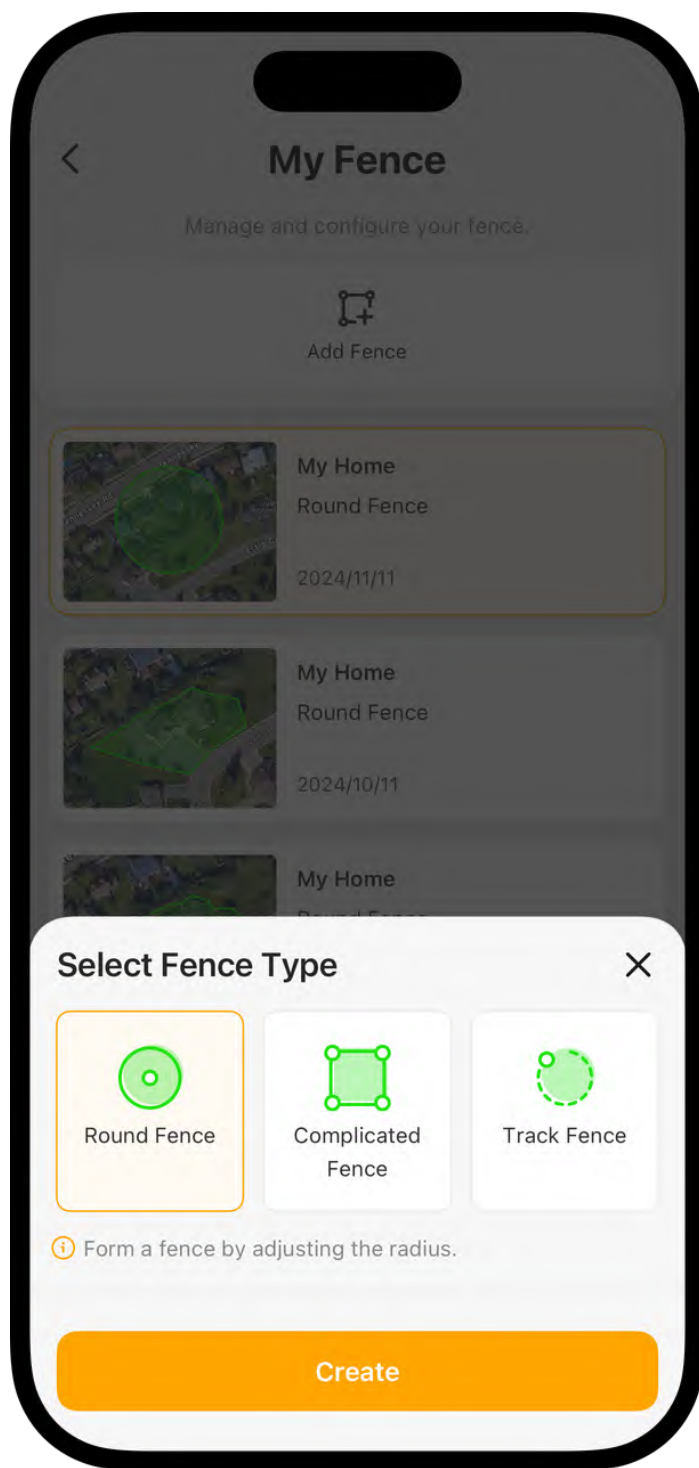 My Fence
Manage and configure your fence.
Add Fence
My Home
Round Fence
2024/11/11
My Home
Round Fence
2024/10/11
My Home
Round Fence
Select Fence Type
Round Fence
Complicated
Fence
Track Fence
Form a fence by adjusting the radius.
Create